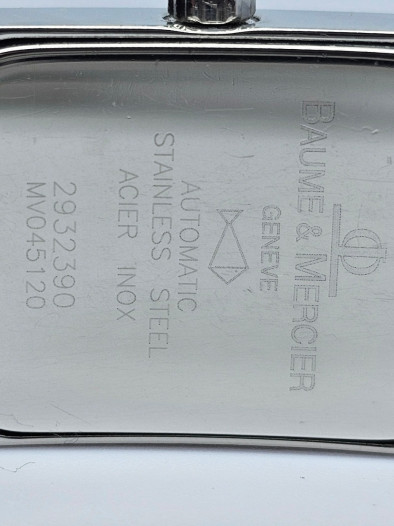 BAUME & MERCIER
GENEVE
AUTOMATIC
STAINLESS STEEL
ACIER INOX
2932390
MV045120